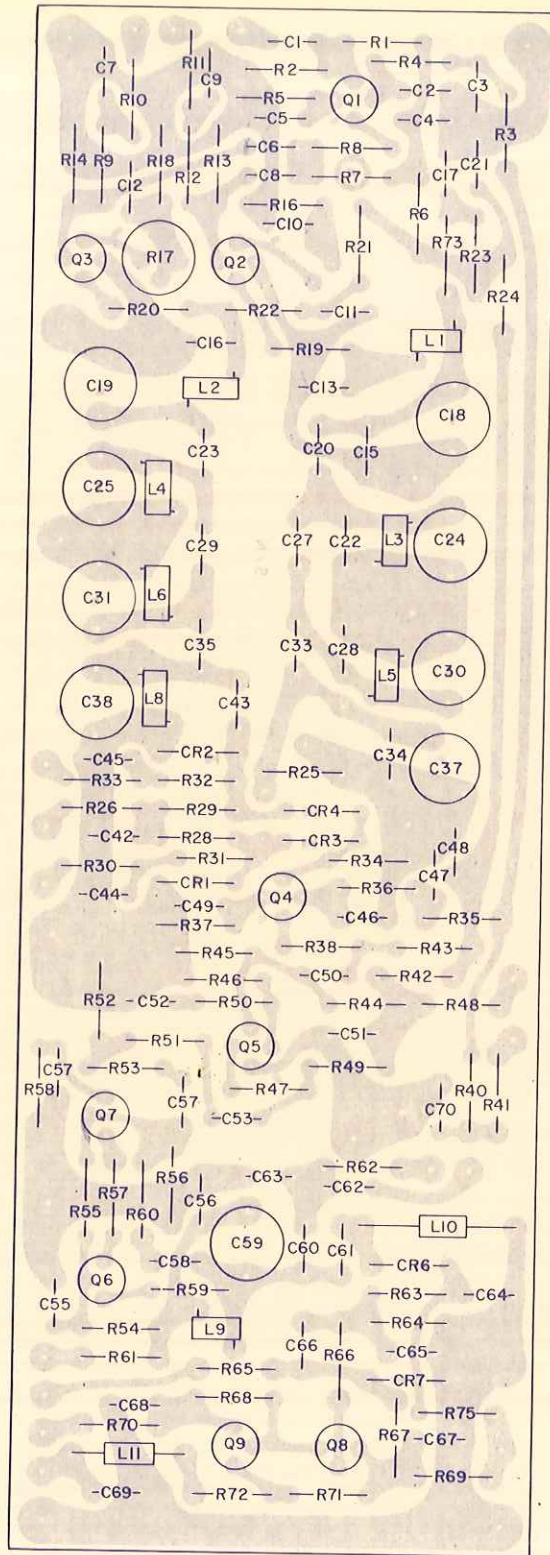 C1 R1
C7 R11 C9 R2 R4 C3
R10 R5 Q1 C2 R3
C5 C4
R14 R9 R18 R12 R13 C6 R8 C17 C21
C12 C8 R7
R16 R6
C10 R21 R73 R23
Q3 R17 Q2 R24
R20 R22 C11
C16 R19 L1
C19 L2 C13 C18
C23 C20 C15
C25 L4
C29 C27 C22 L3 C24
C31 L6
C35 C33 C28 L5 C30
C38 L8 C43
C45 CR2 C34 C37
R33 R32 R25
R26 R29 CR4
C42 R28 CR3 C48
R30 R31 R34 C47
C44 CR1 Q4 R36
C49 C46 R35
R37
R45 R38 R43
R46 C50 R42
R52 C52 R50 R44 R48
R51 Q5 C51
C57 R53 R49
R58 C57 R47 C70 R40 R41
Q7 C53
R55 R57 R60 R56 C56 C63 R62
C62
C59 C60 C61 L10
C58 CR6
C55 Q6 R59 R63 C64
R54 L9 R64
R61 C66 R66 C65
R65 CR7
C68 R68 R75
R70 Q9 Q8 R67 C67
L11 R69
C69 R72 R71